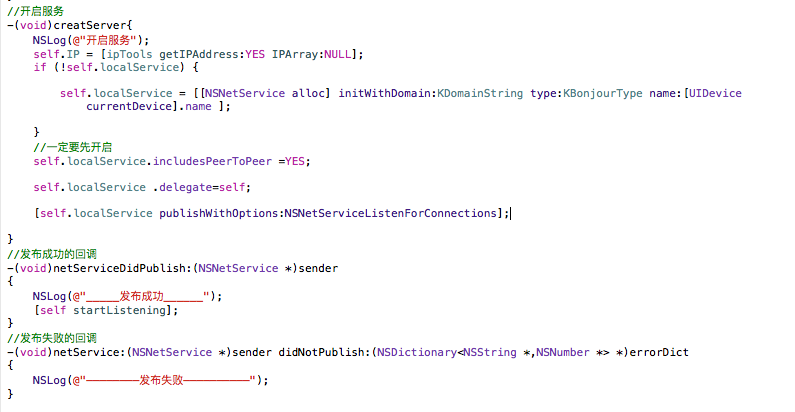 //开启服务
-(void)creatServer{
NSLog(@"开启服务");
self.IP = [ipTools getIPAddress:YES IPArray:NULL];
if (!self.localService) {
self.localService = [[NSNetService alloc] initWithDomain:KDomainString type:KBonjourType name:[UIDevice
currentDevice].name ];
}
//一定要先开启
self.localService.includesPeerToPeer =YES;
self.localService .delegate=self;
[self.localService publishWithOptions:NSNetServiceListenForConnections];
}
//发布成功的回调
-(void)netServiceDidPublish:(NSNetService *)sender
{
NSLog(@"_____发布成功______");
[self startListening];
}
//发布失败的回调
-(void)netService:(NSNetService *)sender didNotPublish:(NSDictionary<NSString *,NSNumber *> *)errorDict
{
NSLog(@"————————发布失败——————————");
}